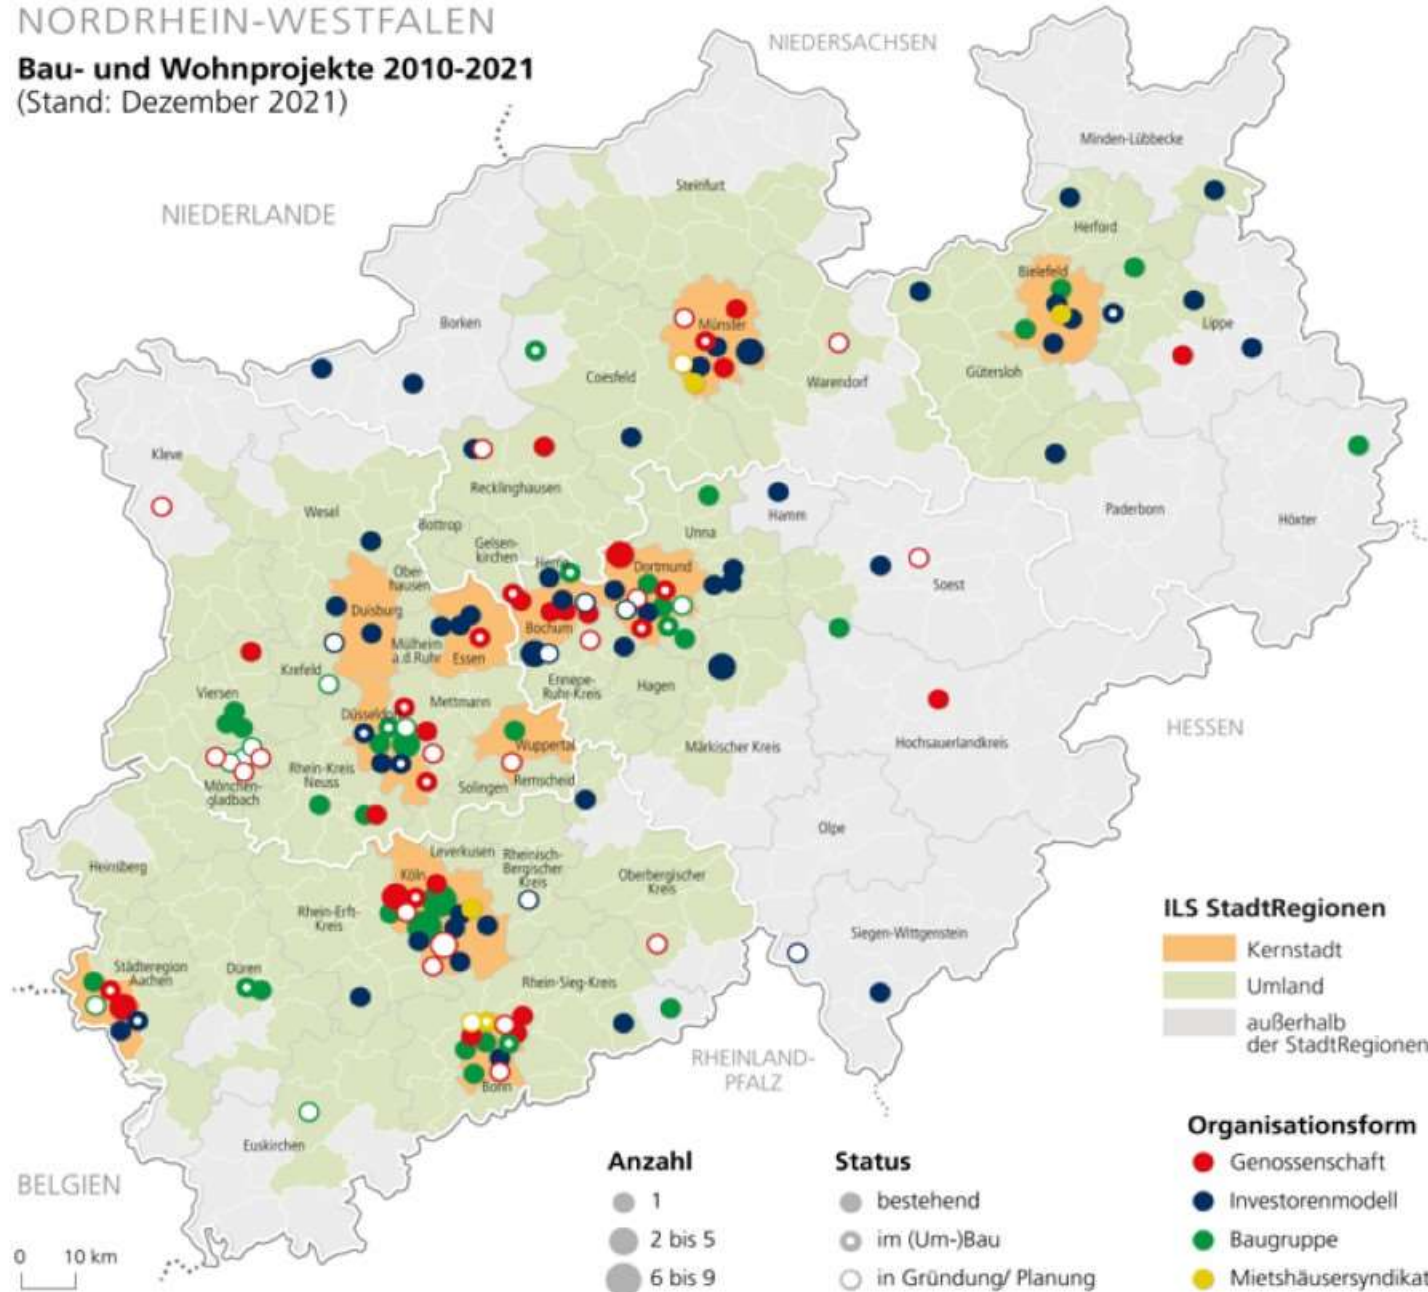 NORDRHEIN-WESTFALEN
Bau- und Wohnprojekte 2010-2021
(Stand: Dezember 2021)
NIEDERSACHSEN
Minden-Lübbecke
Steinfurt
NIEDERLANDE
Herford
Bielefeld
Borken
Münster
Lippe
Coesfeld
Warendorf
Gütersloh
Kleve
Recklinghausen
Wesel
Bottrop
Hamm
Paderborn
Höxter
Unna
Gelsen-
kirchen
Herne
Dortmund
Ober-
hausen
Soest
Duisburg
Bochum
Mülheim
a.d.Ruhr
Essen
Krefeld
Ennepe-
Ruhr-Kreis
Hagen
Viersen
Mettmann
Düsseldorf
HESSEN
Wuppertal
Märkischer Kreis
Hochsauerlandkreis
Rhein-Kreis
Neuss
Mönchen-
gladbach
Solingen
Remscheid
Olpe
Heinsberg
Leverkusen
Rheinisch-
Bergischer
Kreis
Köln
Oberbergischer
Kreis
Rhein-Erft-
Kreis
Siegen-Wittgenstein
Städteregion
Aachen
Düren
Rhein-Sieg-Kreis
RHEINLAND-
PFALZ
Bonn
Euskirchen
BELGIEN
0 10 km
ILS StadtRegionen
Kernstadt
Umland
außerhalb
der StadtRegionen
Anzahl
1
2 bis 5
6 bis 9
Status
bestehend
im (Um-)Bau
in Gründung/ Planung
Organisationsform
Genossenschaft
Investorenmodell
Baugruppe
Mietshäusersyndikat